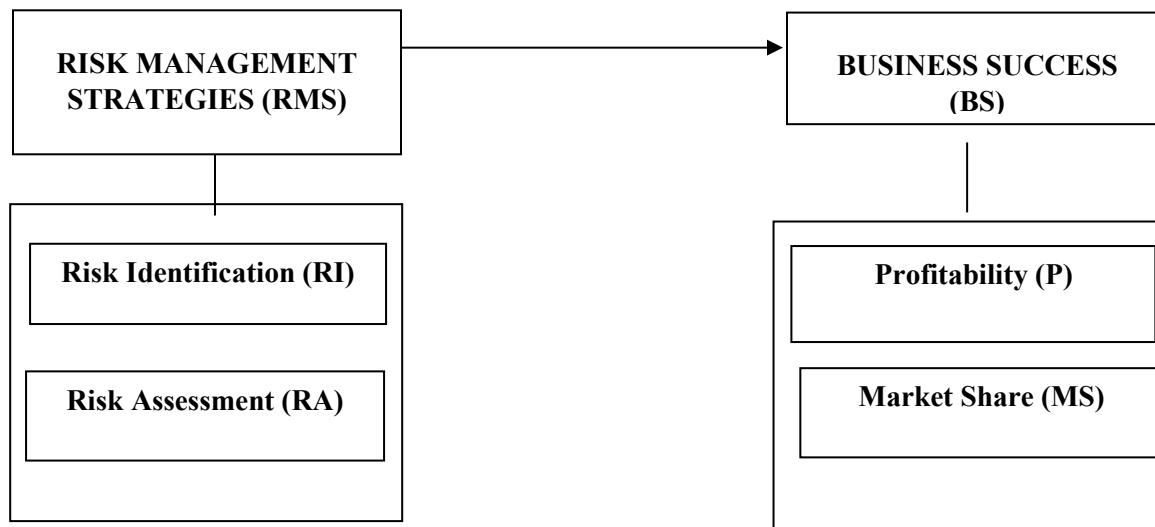 RISK MANAGEMENT
STRATEGIES (RMS)
BUSINESS SUCCESS
(BS)
Risk Identification (RI)
Risk Assessment (RA)
Profitability (P)
Market Share (MS)